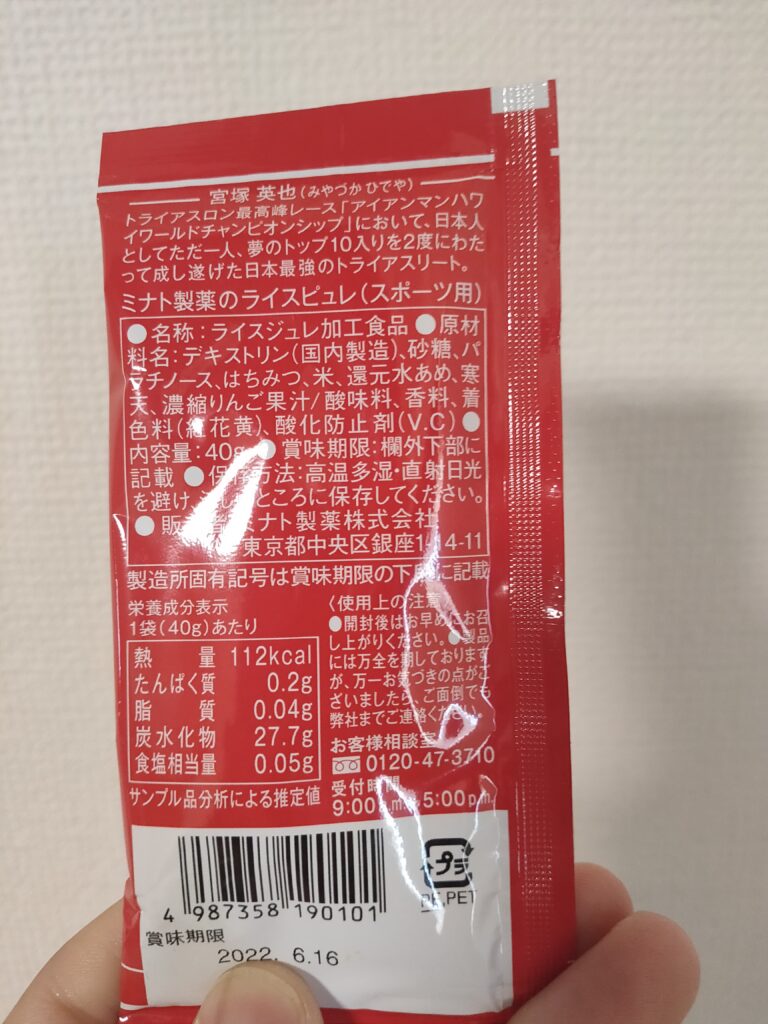 宮塚 英也(みやづか ひでや)
トライアスロン最高峰レース「アイアンマンハワ
イワールドチャンピオンシップ」において、日本人
としてただ一人、夢のトップ10入りを2度にわた
って成し遂げた日本最強のトライアスリート。
ミナト製薬のライスピュレ(スポーツ用)
●名称:ライスジュレ加工食品 ●原材
料名:デキストリン(国内製造)、砂糖、パ
ラチノース、はちみつ、米、還元水あめ、寒
天、濃縮りんご果汁/酸味料、香料、着
色料(紅花黄)、酸化防止剤(V.C) ●
内容量:40g ●賞味期限:欄外下部に
記載 ●保存方法:高温多湿・直射日光
を避け、 ところに保存してください。
●販売者 ミナト製薬株式会社
東京都中央区銀座1-14-11
製造所固有記号は賞味期限の下部に記載
栄養成分表示
1袋(40g)あたり
熱量 112kcal
たんぱく質 0.2g
脂質 0.04g
炭水化物 27.7g
食塩相当量 0.05g
サンプル品分析による推定値
〈使用上の注意〉
●開封後はお早めにお召
し上がりください。●製品
には万全を期しております
が、万一お気づきの点がご
ざいましたら、ご面倒でも
弊社までご連絡ください。
お客様相談室
0120-47-3710
受付時間
9:00a.m.~5:00p.m.
4 987358 190101
プラ
PE,PET
賞味期限
2022. 6.16